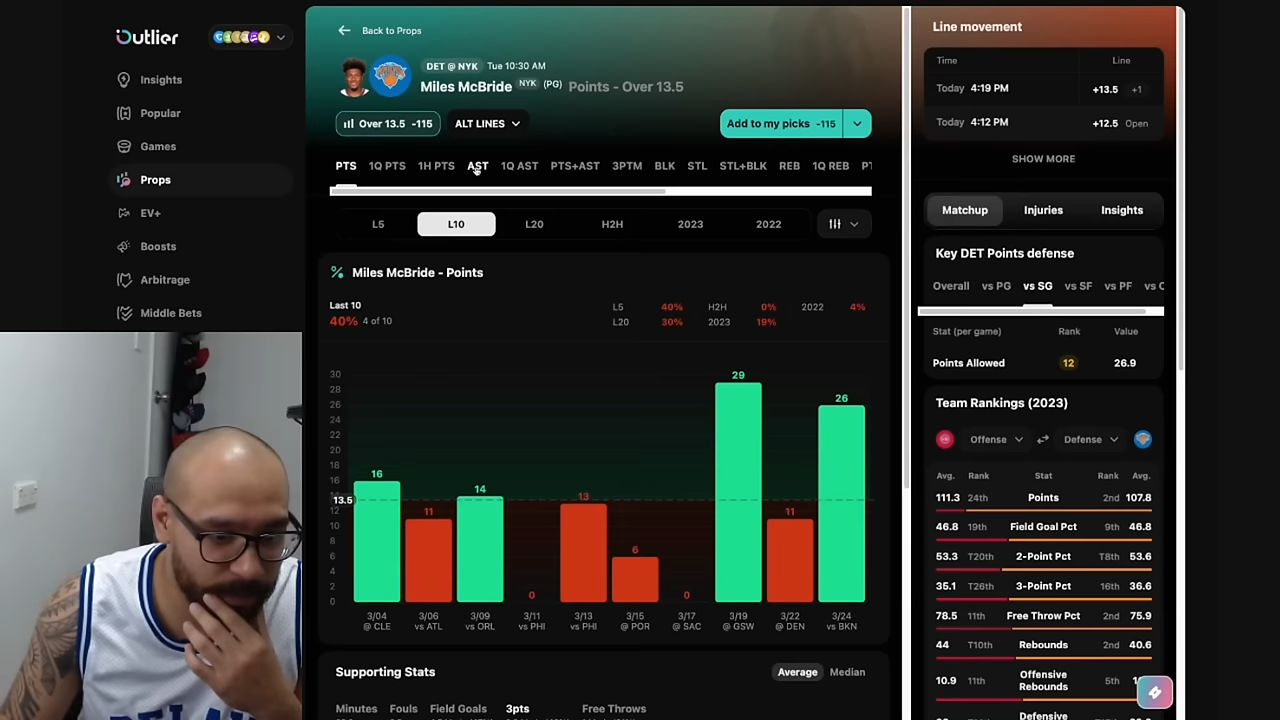 Outlier
Insights
Popular
Games
Props
EV+
Boosts
Arbitrage
Middle Bets
Back to Props
DET @ NYK Tue 10:30 AM
Miles McBride NYK (PG) Points - Over 13.5
Over 13.5 -115 ALT LINES
Add to my picks -115
PTS 1Q PTS 1H PTS AST 1Q AST PTS+AST 3PTM BLK STL STL+BLK REB 1Q REB PT
L5 L10 L20 H2H 2023 2022
Miles McBride - Points
Last 10
40% 4 of 10
L5 40% H2H 0% 2022 4%
L20 30% 2023 19%
30
28
26
24
22
20
18
16
13.5
12
10
8
6
4
2
0
16
11
14
0
13
6
0
29
11
26
3/04 3/06 3/09 3/11 3/13 3/15 3/17 3/19 3/22 3/24
@ CLE vs ATL vs ORL vs PHI vs PHI @ POR @ SAC @ GSW @ DEN vs BKN
Supporting Stats
Average Median
Minutes Fouls Field Goals 3pts Free Throws
Line movement
Time Line
Today 4:19 PM +13.5 +1
Today 4:12 PM +12.5 Open
SHOW MORE
Matchup Injuries Insights
Key DET Points defense
Overall vs PG vs SG vs SF vs PF vs C
Stat (per game) Rank Value
Points Allowed 12 26.9
Team Rankings (2023)
Offense Defense
Avg. Rank Stat Rank Avg.
111.3 24th Points 2nd 107.8
46.8 19th Field Goal Pct 9th 46.8
53.3 T20th 2-Point Pct T8th 53.6
35.1 T26th 3-Point Pct 16th 36.6
78.5 11th Free Throw Pct 2nd 75.9
44 T10th Rebounds 2nd 40.6
10.9 11th Offensive Rebounds 5th
Defensive